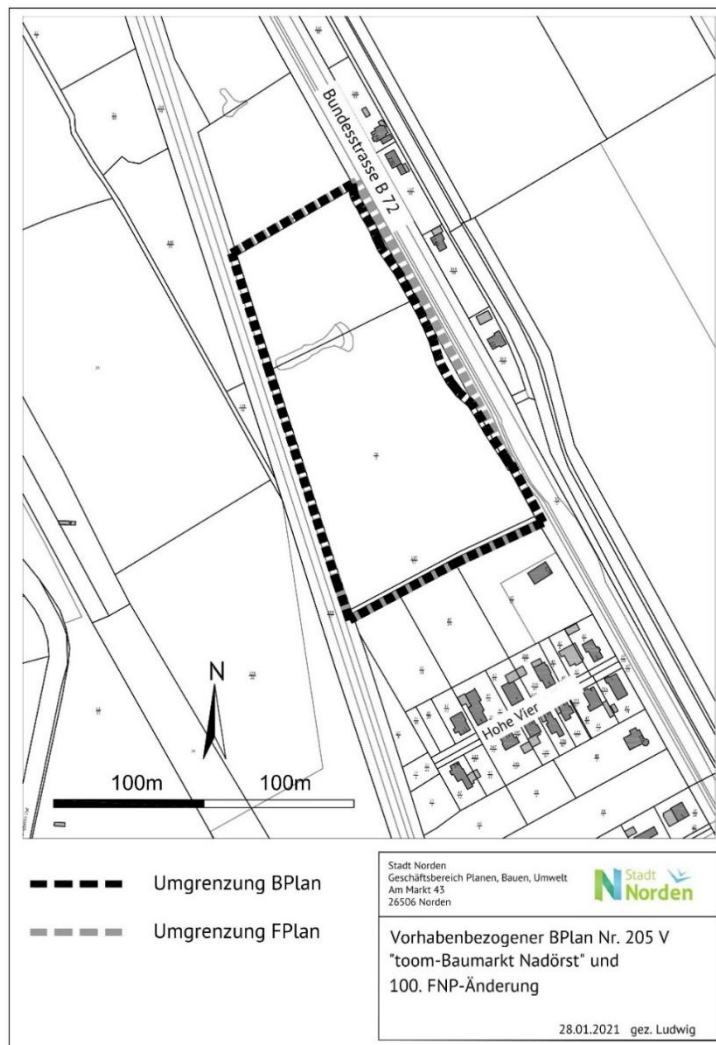 Bundesstrasse B 72
Hohe Vier
N
100m 100m
Umgrenzung BPlan
Umgrenzung FPlan
Stadt Norden
Geschäftsbereich Planen, Bauen, Umwelt
Am Markt 43
26506 Norden
Stadt
Norden
Vorhabenbezogener BPlan Nr. 205 V
"toom-Baumarkt Nadörst" und
100. FNP-Änderung
28.01.2021 gez. Ludwig